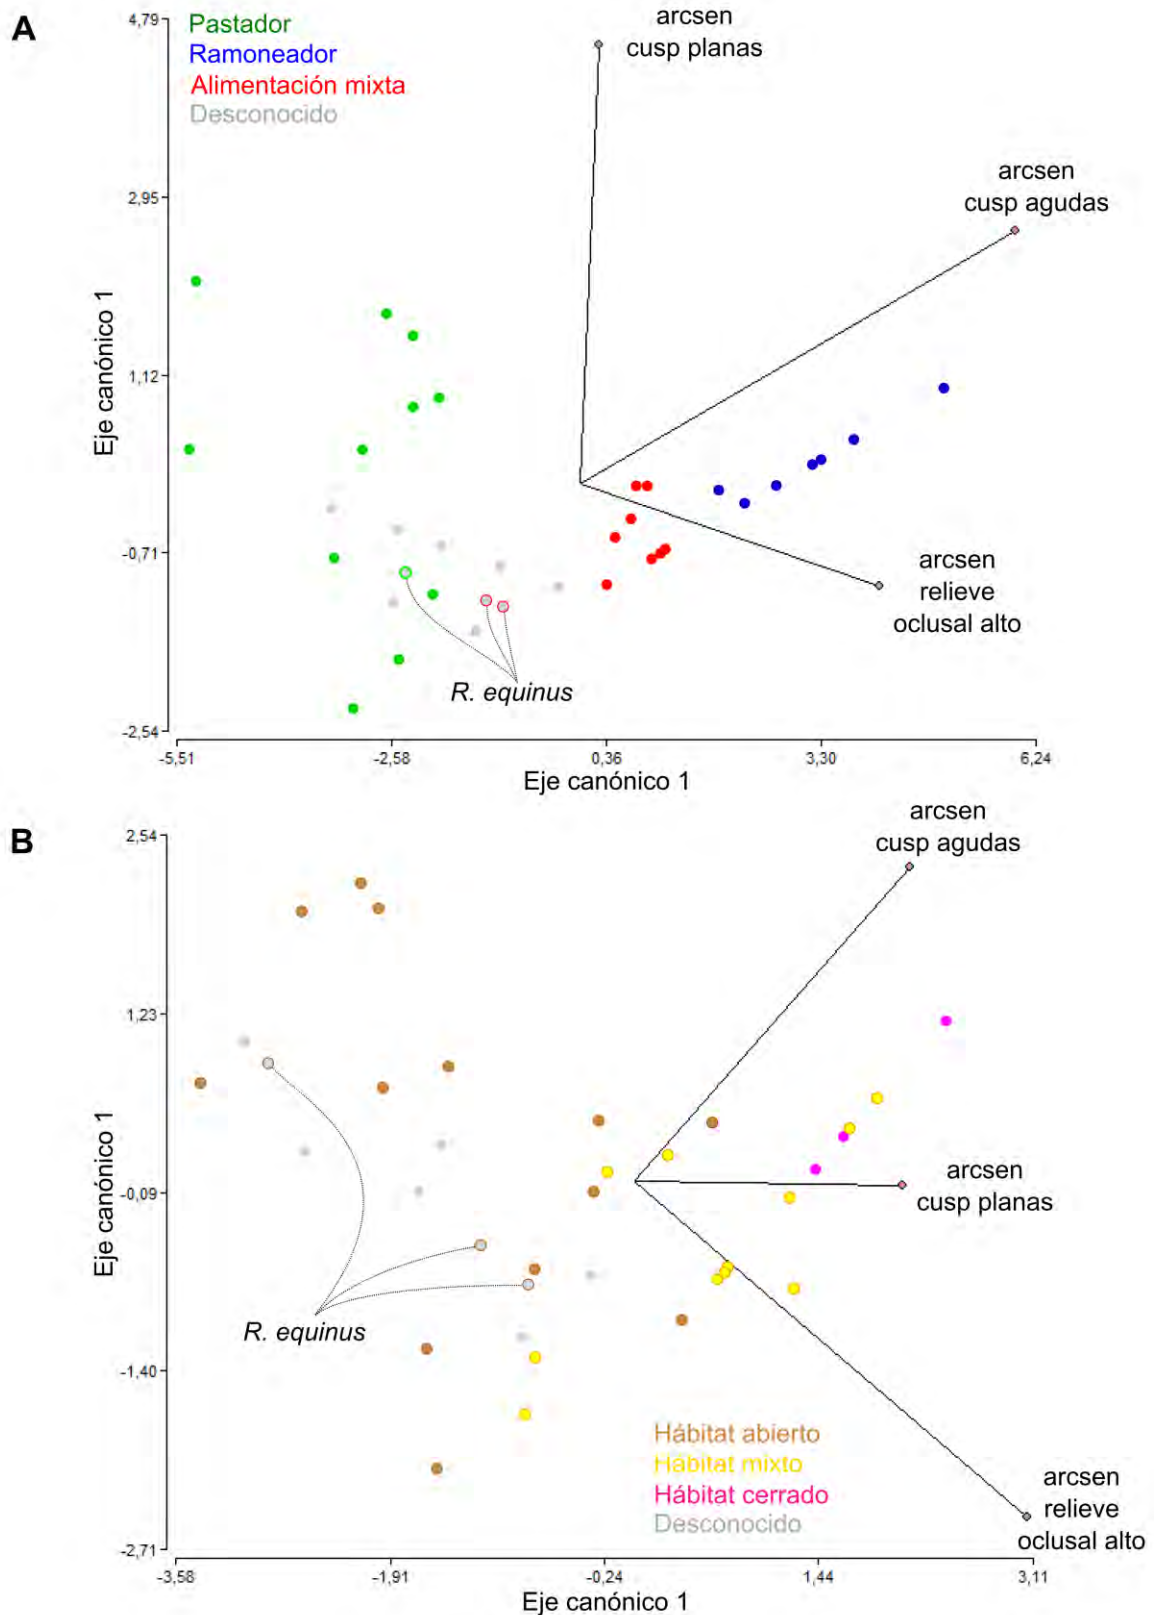 A
4,79
Pastador
Ramoneador
Alimentación mixta
Desconocido
arcsen
cusp planas
arcsen
cusp agudas
2,95
1,12
Eje canónico 1
-0,71
arcsen
relieve
oclusal alto
R. equinus
-2,54
-5,51
-2,58
0,36
3,30
6,24
Eje canónico 1
B
2,54
arcsen
cusp agudas
1,23
arcsen
cusp planas
-0,09
Eje canónico 1
R. equinus
-1,40
Hábitat abierto
Hábitat mixto
Hábitat cerrado
Desconocido
arcsen
relieve
oclusal alto
-2,71
-3,58
-1,91
-0,24
1,44
3,11
Eje canónico 1